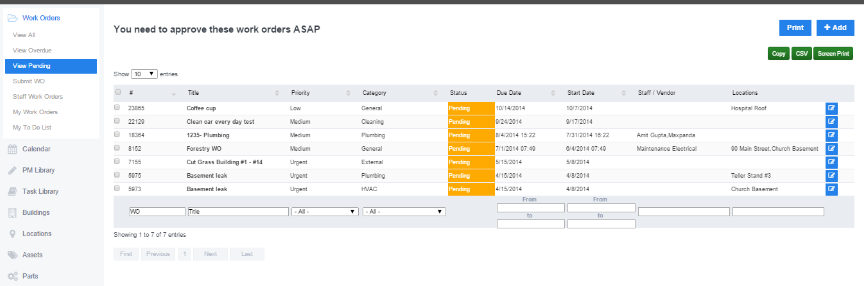 Work Orders
View All
View Overdue
View Pending
Submit WO
Staff Work Orders
My Work Orders
My To Do List
Calendar
PM Library
Task Library
Buildings
Locations
Assets
Parts
You need to approve these work orders ASAP
Print + Add
Copy CSV Screen Print
Show 10 entries
# Title Priority Category Status Due Date Start Date Staff / Vendor Locations
23865 Coffee cup Low General Pending 10/14/2014 10/7/2014 Hospital Roof
22129 Clean car every day test Medium Cleaning Pending 9/24/2014 9/17/2014
18364 1235- Plumbing Medium Plumbing Pending 8/4/2014 15:22 7/31/2014 16:22 Amit Gupta,Maxpanda
8152 Forestry WO Medium General Pending 7/1/2014 07:49 6/4/2014 07:49 Maintenance Electrical 90 Main Street,Church Basement
7155 Cut Grass Building #1 - #14 Urgent External Pending 5/15/2014 5/8/2014
5975 Basement leak Urgent Plumbing Pending 4/15/2014 4/8/2014 Teller Stand #3
5973 Basement leak Urgent HVAC Pending 4/15/2014 4/8/2014 Church Basement
From From
WO Title - All - - All -
to to
Showing 1 to 7 of 7 entries
First Previous 1 Next Last